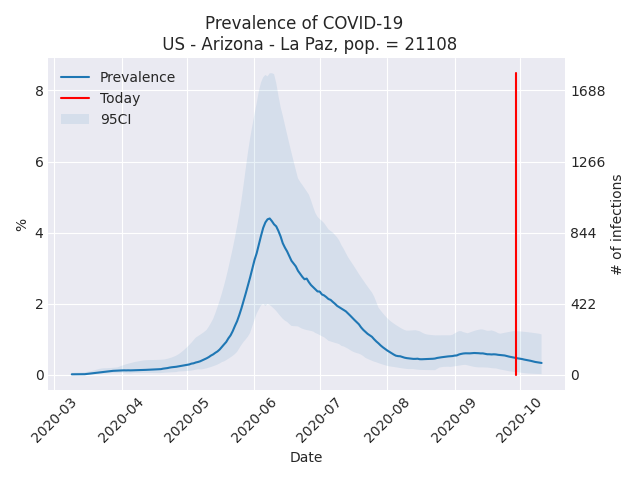 Prevalence of COVID-19
US - Arizona - La Paz, pop. = 21108
Prevalence
Today
95CI
8
6
4
2
0
%
1688
1266
844
422
0
# of infections
2020-03
2020-04
2020-05
2020-06
2020-07
2020-08
2020-09
2020-10
Date